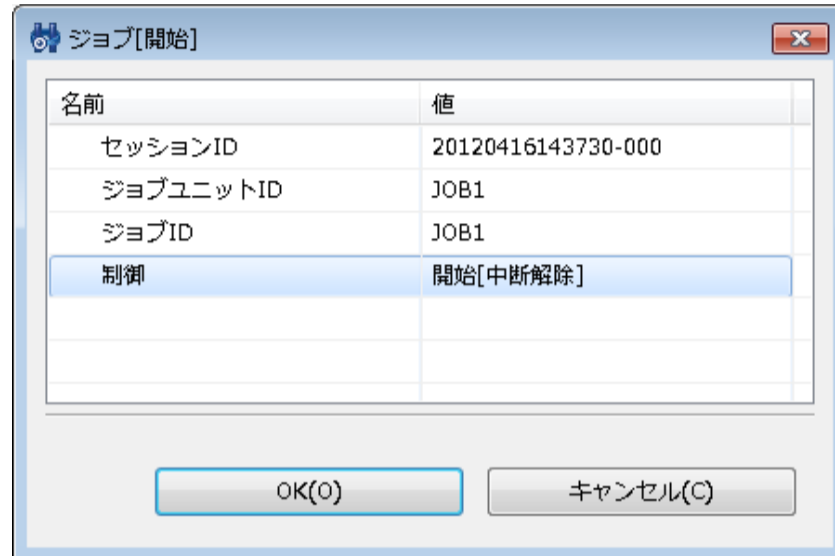 ジョブ[開始]
名前 値
セッションID 20120416143730-000
ジョブユニットID JOB1
ジョブID JOB1
制御 開始[中断解除]
OK(O) キャンセル(C)